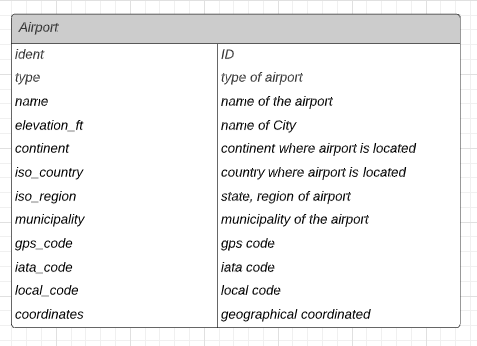 Airport
ident ID
type type of airport
name name of the airport
elevation_ft name of City
continent continent where airport is located
iso_country country where airport is located
iso_region state, region of airport
municipality municipality of the airport
gps_code gps code
iata_code iata code
local_code local code
coordinates geographical coordinated